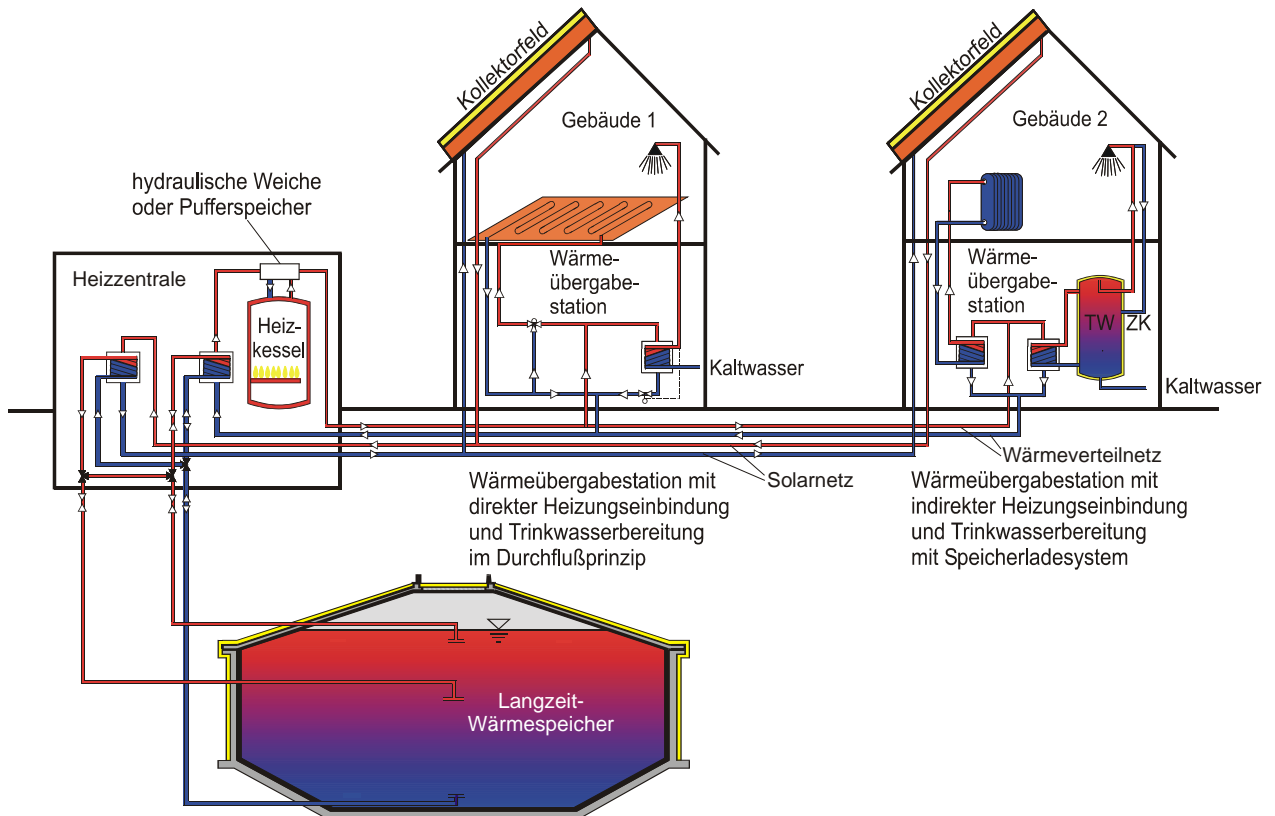 Kollektorfeld
Gebäude 1
Kollektorfeld
Gebäude 2
hydraulische Weiche
oder Pufferspeicher
Heizzentrale
Heiz-
kessel
Wärme-
übergabe-
station
Kaltwasser
Wärme-
übergabe-
station
TW
ZK
Kaltwasser
Wärmeverteilnetz
Solarnetz
Wärmeübergabestation mit
direkter Heizungseinbindung
und Trinkwasserbereitung
im Durchflußprinzip
Wärmeübergabestation mit
indirekter Heizungseinbindung
und Trinkwasserbereitung
mit Speicherladesystem
Langzeit-
Wärmespeicher